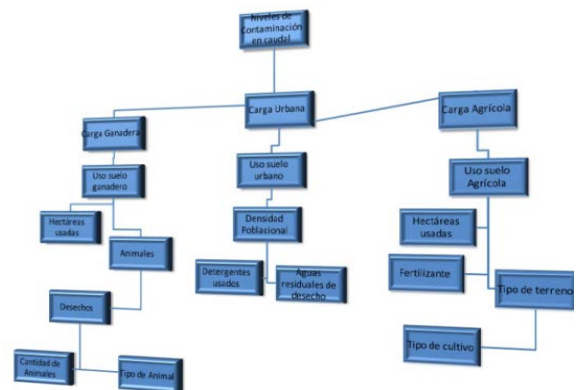 Niveles de
Contaminación
en caudal
Carga Ganadera
Carga Urbana
Carga Agrícola
Uso suelo
ganadero
Uso suelo
urbano
Uso suelo
Agrícola
Hectáreas
usadas
Animales
Densidad
Poblacional
Hectáreas
usadas
Detergentes
usados
Aguas
residuales de
desecho
Fertilizante
Tipo de terreno
Desechos
Cantidad de
Animales
Tipo de Animal
Tipo de cultivo